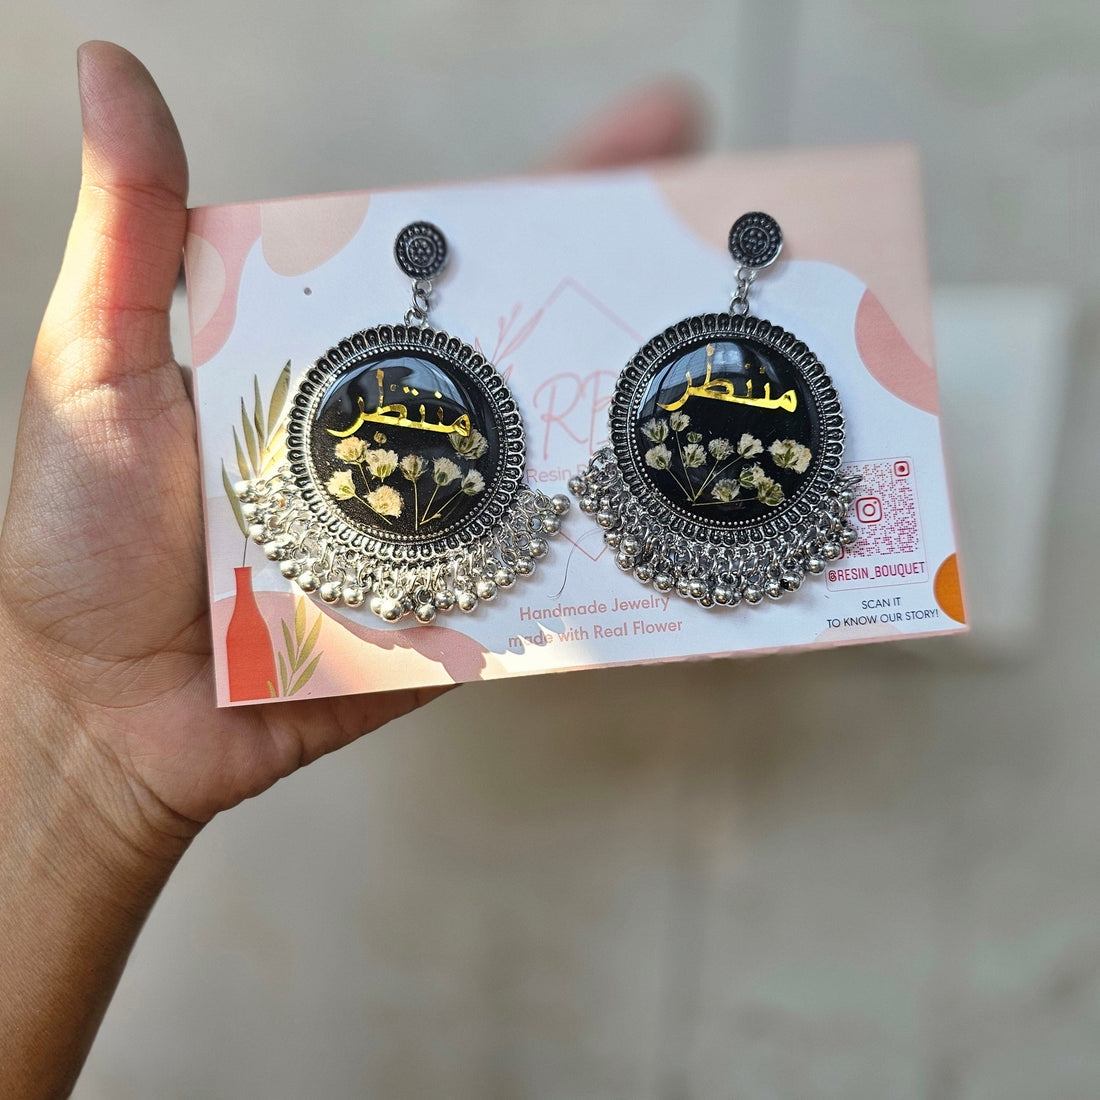 منتظر
منتظر
RB
Resin
@RESIN_BOUQUET
Handmade Jewelry
made with Real Flower
SCAN IT
TO KNOW OUR STORY!